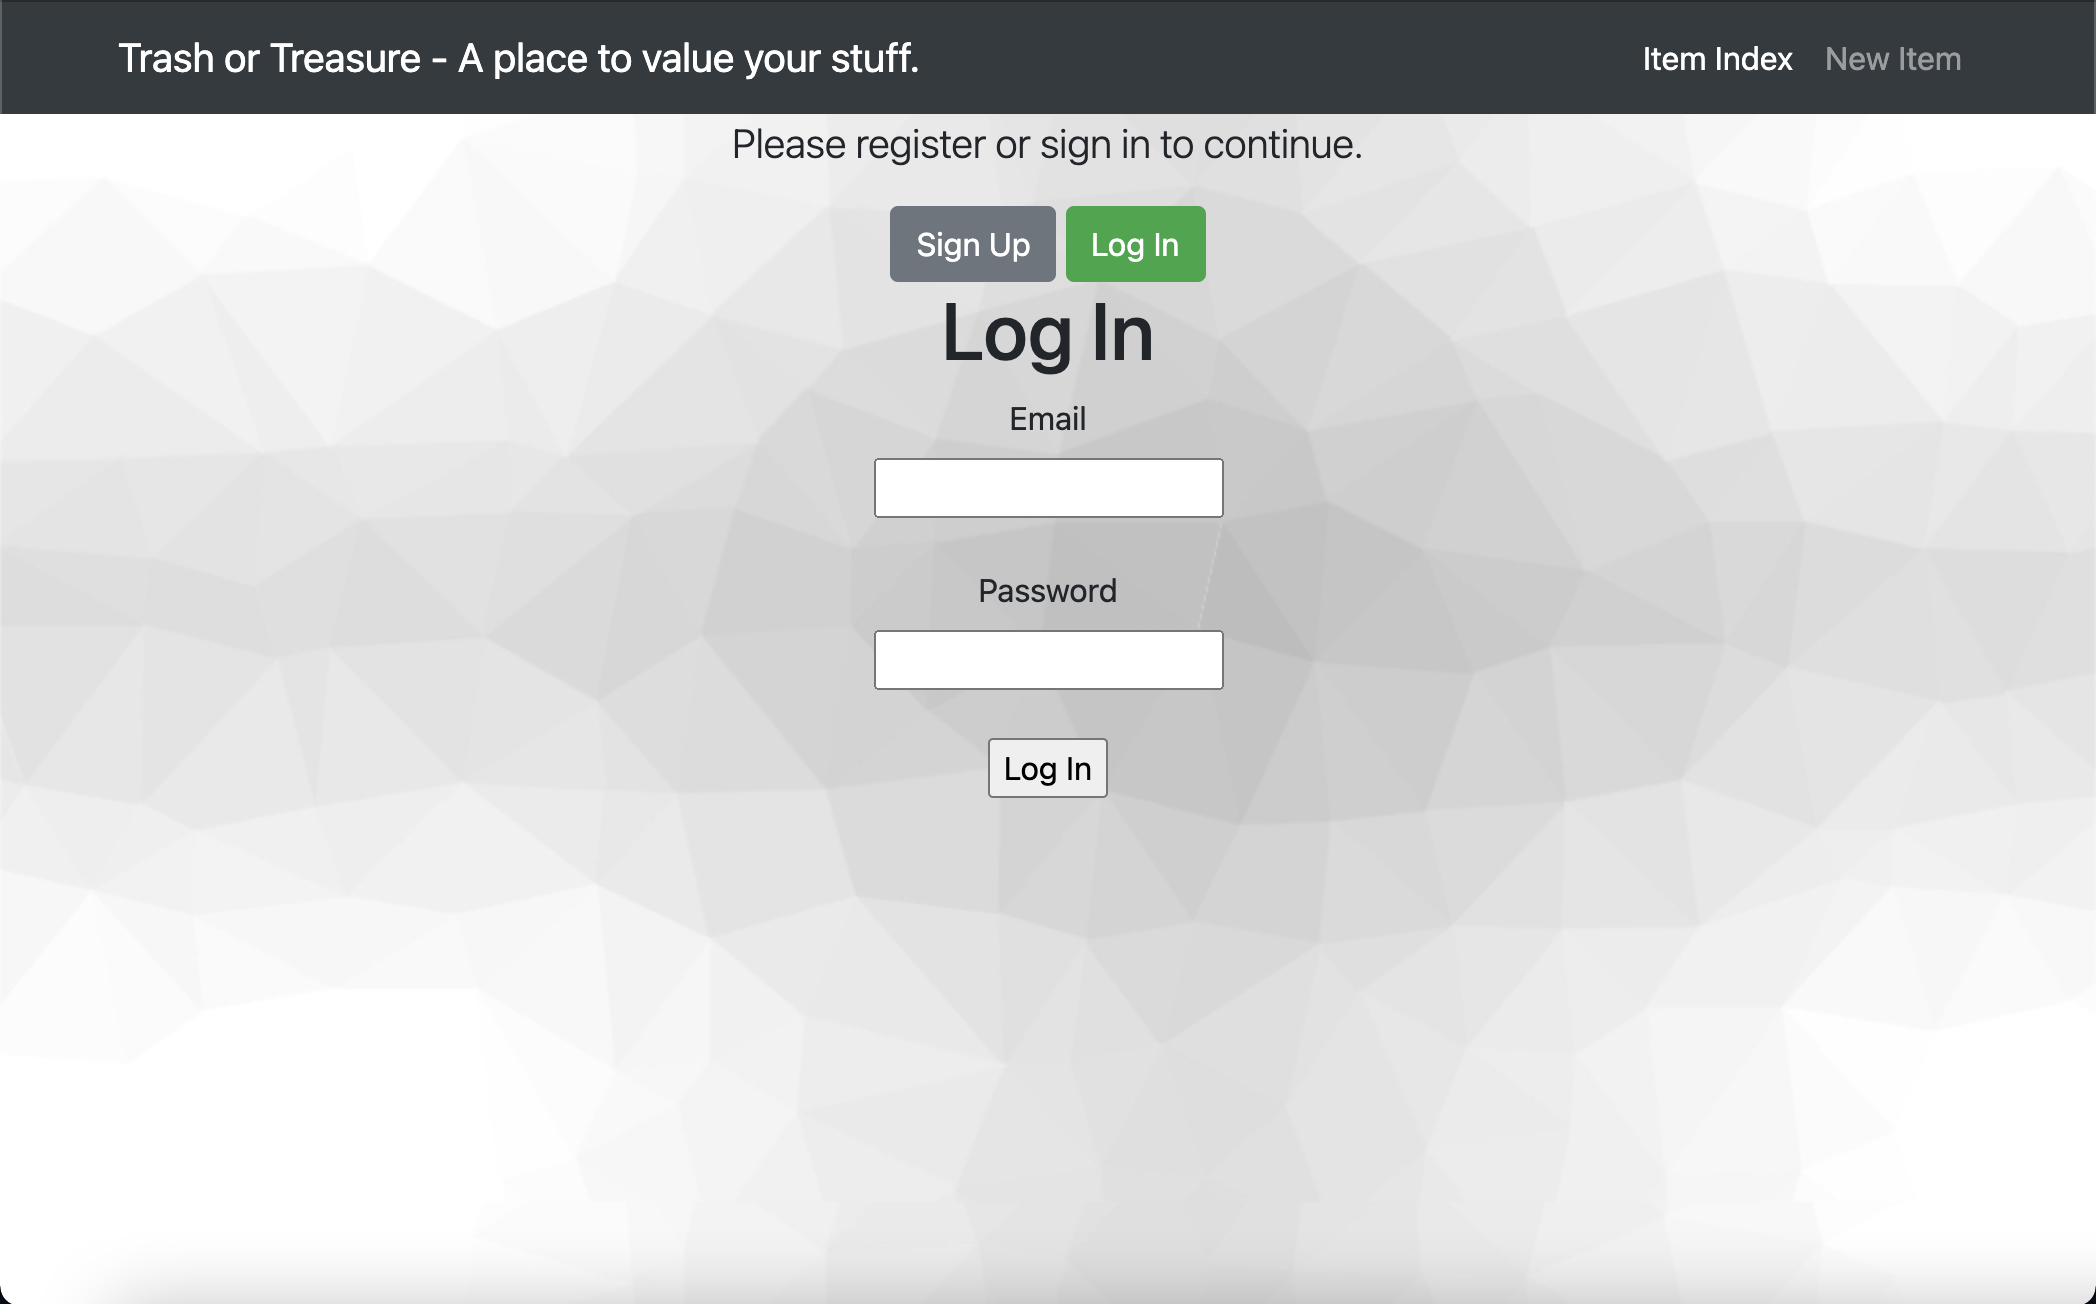 Trash or Treasure - A place to value your stuff. Item Index New Item
Please register or sign in to continue.
Sign Up Log In
Log In
Email
Password
Log In